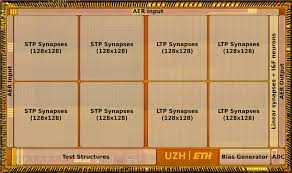 AER Input
AER Input
STP Synapses
(128x128)
STP Synapses
(128x128)
LTP Synapses
(128x128)
LTP Synapses
(128x128)
STP Synapses
(128x128)
STP Synapses
(128x128)
LTP Synapses
(128x128)
LTP Synapses
(128x128)
Linear synapses + I&F neurons
AER Output
Test Structures
UZH | ETH
Bias Generator
ADC